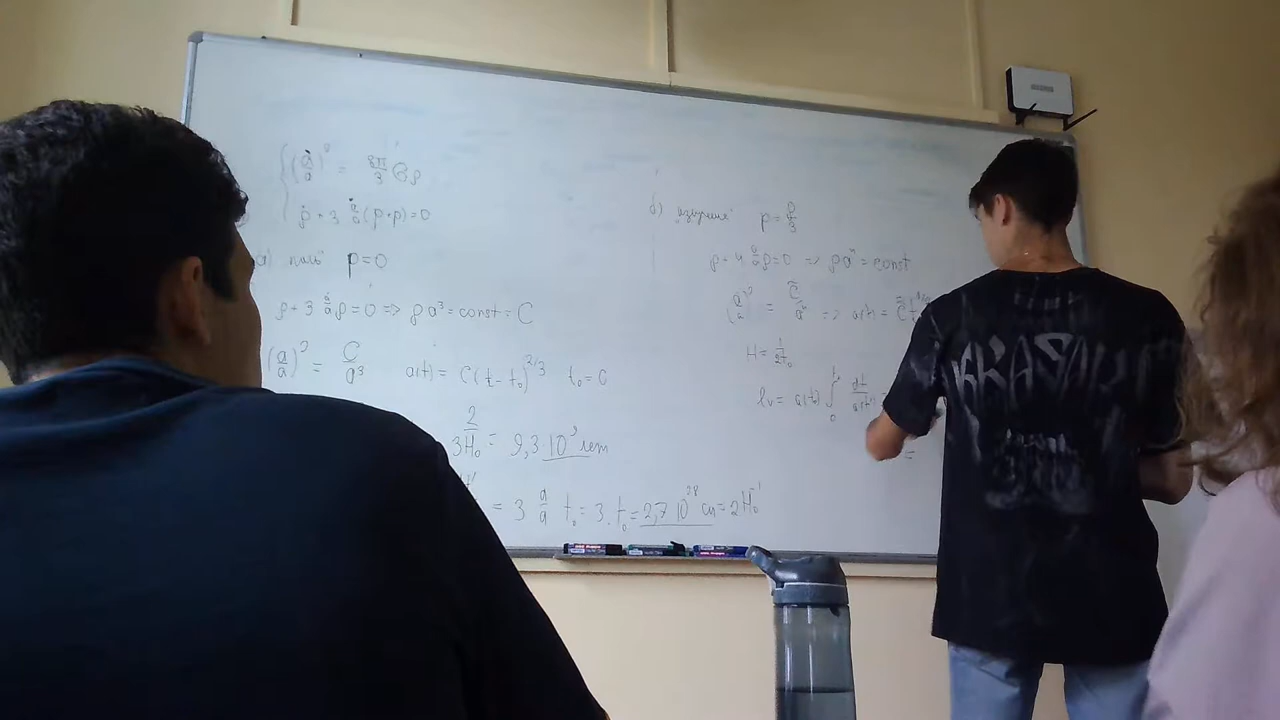 (ȧ/a)² = 8π/3 Gρ
ρ̇ + 3 ȧ/a (ρ+p) = 0
а) пыль p = 0
ρ̇ + 3 ȧ/a ρ = 0 => ρa³ = const = C
(ȧ/a)² = C/a³ a(t) = C(t - t₀)^2/3 t₀ = 0
2/3H₀ = 9,3 10⁹ лет
= 3 a/a t₀ = 3 t₀ = 2,7 10²⁸ см = 2H₀⁻¹
б) излучение p = ρ/3
ρ̇ + 4 ȧ/a ρ = 0 => ρa⁴ = const
(ȧ/a)² = C̃/a⁴ => a(t) =
H = 1/2t₀
lᵥ = a(t₀) ∫ dt/a(t) =
=